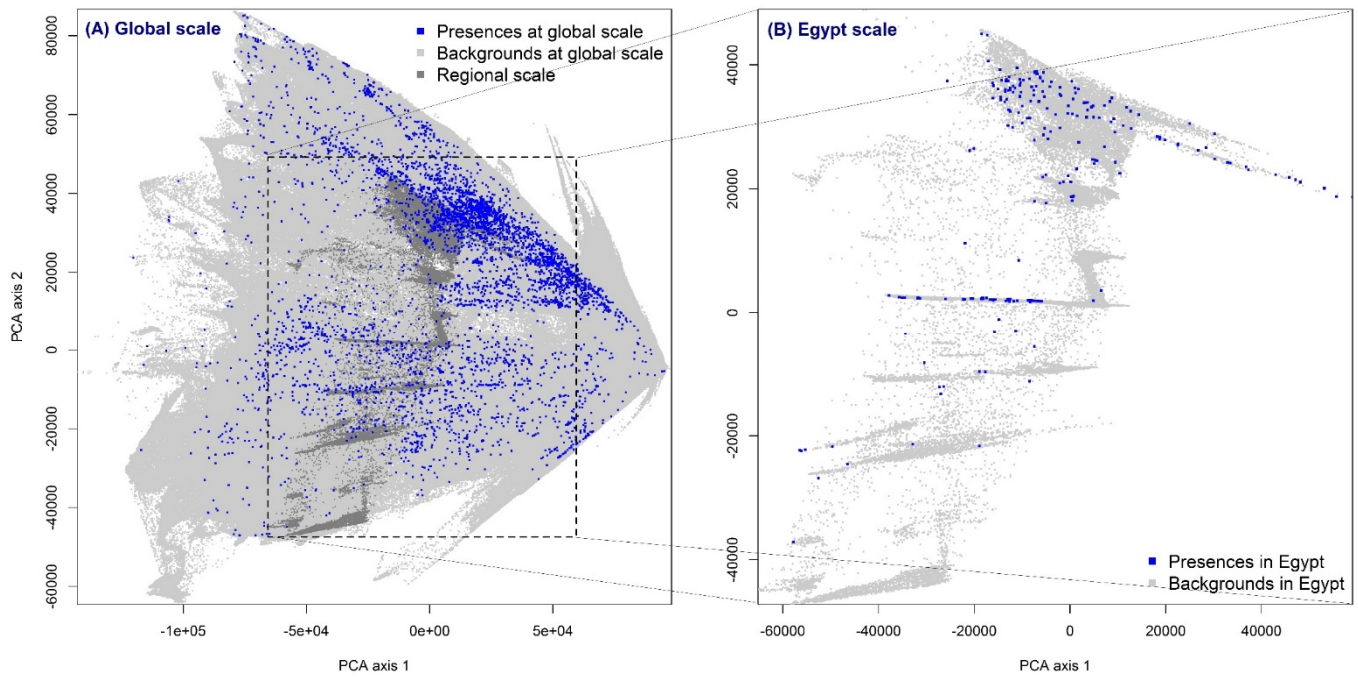 (A) Global scale
Presences at global scale
Backgrounds at global scale
Regional scale
80000
60000
40000
20000
0
-20000
-40000
-60000
PCA axis 2
-1e+05
-5e+04
0e+00
5e+04
PCA axis 1
(B) Egypt scale
40000
20000
0
-20000
-40000
Presences in Egypt
Backgrounds in Egypt
-60000
-40000
-20000
0
20000
40000
PCA axis 1